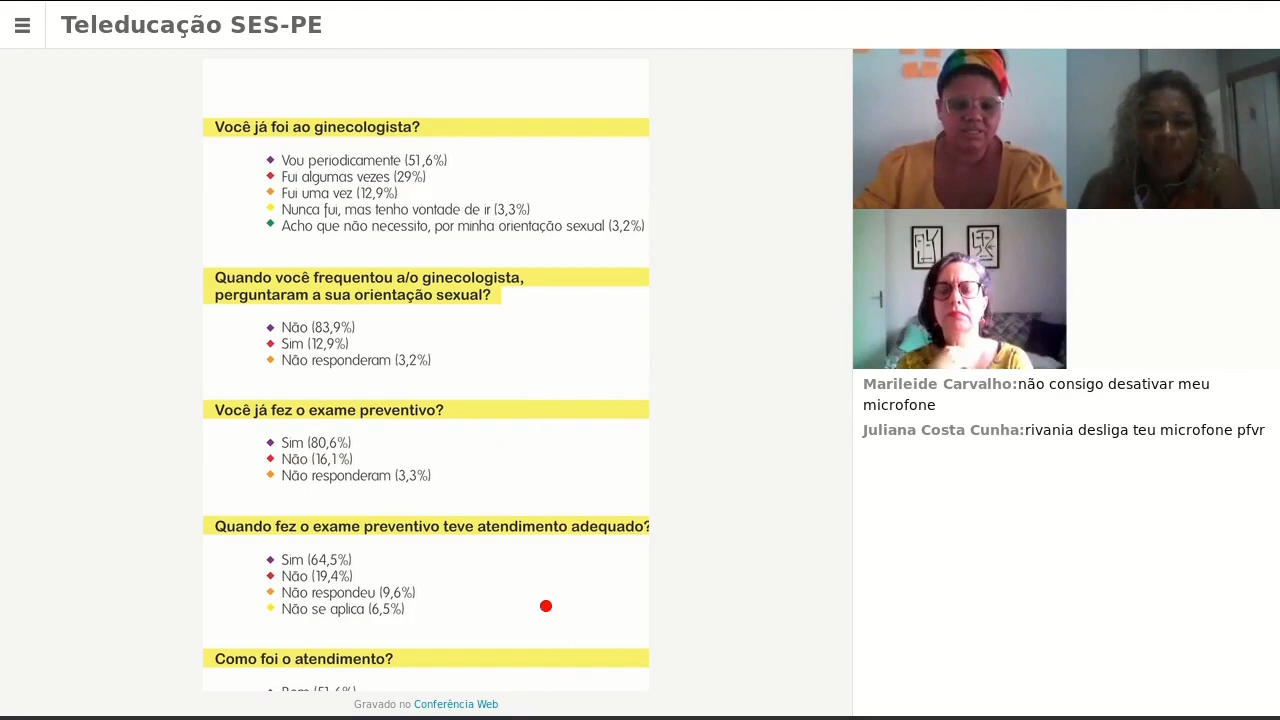 Teleducação SES-PE
Você já foi ao ginecologista?
Vou periodicamente (51,6%)
Fui algumas vezes (29%)
Fui uma vez (12,9%)
Nunca fui, mas tenho vontade de ir (3,3%)
Acho que não necessito, por minha orientação sexual (3,2%)
Quando você frequentou a/o ginecologista,
perguntaram a sua orientação sexual?
Não (83,9%)
Sim (12,9%)
Não responderam (3,2%)
Você já fez o exame preventivo?
Sim (80,6%)
Não (16,1%)
Não responderam (3,3%)
Quando fez o exame preventivo teve atendimento adequado?
Sim (64,5%)
Não (19,4%)
Não respondeu (9,6%)
Não se aplica (6,5%)
Como foi o atendimento?
Bom (51,6%)
Gravado no Conferência Web
Marileide Carvalho:não consigo desativar meu
microfone
Juliana Costa Cunha:rivania desliga teu microfone pfvr